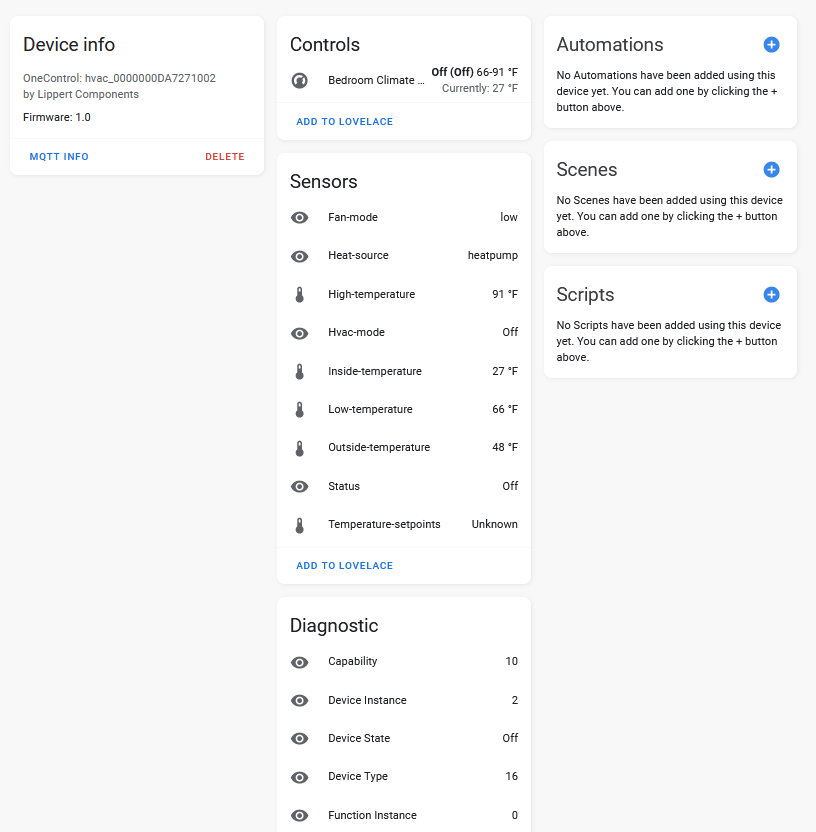 Device info
OneControl: hvac_0000000DA7271002
by Lippert Components
Firmware: 1.0
MQTT INFO
DELETE
Controls
Bedroom Climate ...
Off (Off) 66-91 °F
Currently: 27 °F
ADD TO LOVELACE
Sensors
Fan-mode low
Heat-source heatpump
High-temperature 91 °F
Hvac-mode Off
Inside-temperature 27 °F
Low-temperature 66 °F
Outside-temperature 48 °F
Status Off
Temperature-setpoints Unknown
ADD TO LOVELACE
Diagnostic
Capability 10
Device Instance 2
Device State Off
Device Type 16
Function Instance 0
Automations
No Automations have been added using this
device yet. You can add one by clicking the +
button above.
Scenes
No Scenes have been added using this device
yet. You can add one by clicking the + button
above.
Scripts
No Scripts have been added using this device
yet. You can add one by clicking the + button
above.